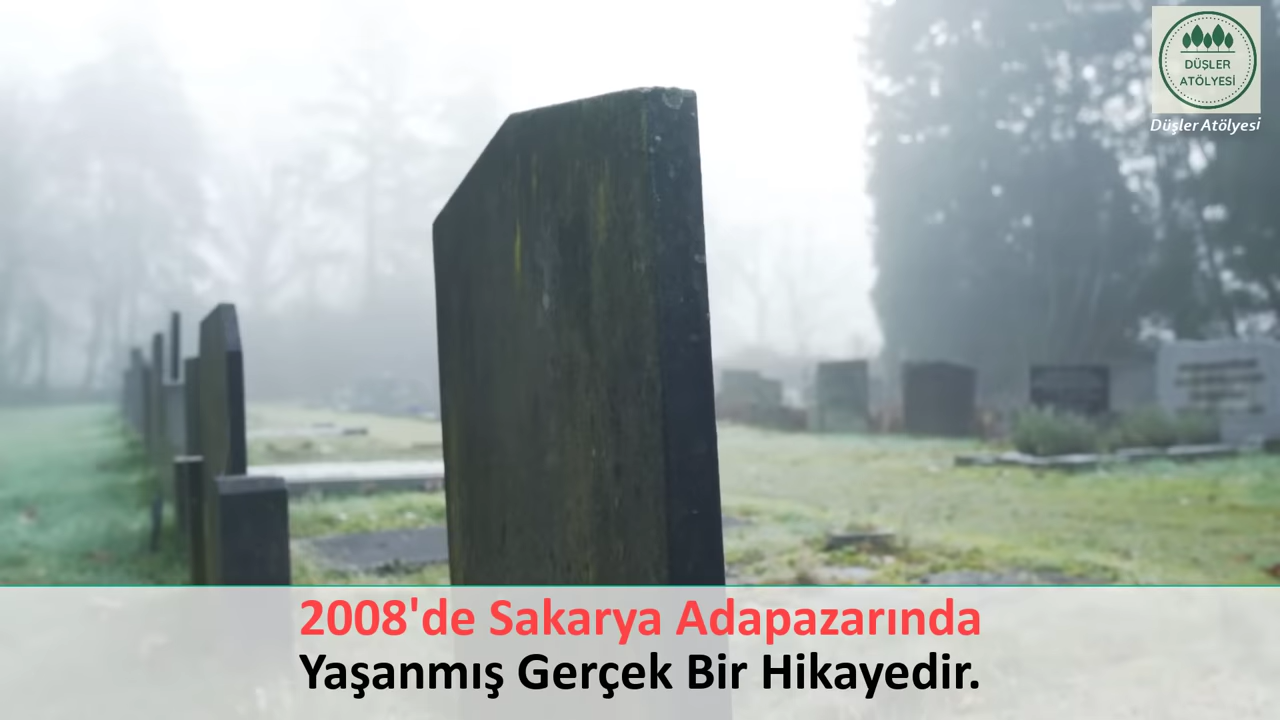 DÜŞLER
ATÖLYESİ
Düşler Atölyesi
2008'de Sakarya Adapazarında
Yaşanmış Gerçek Bir Hikayedir.